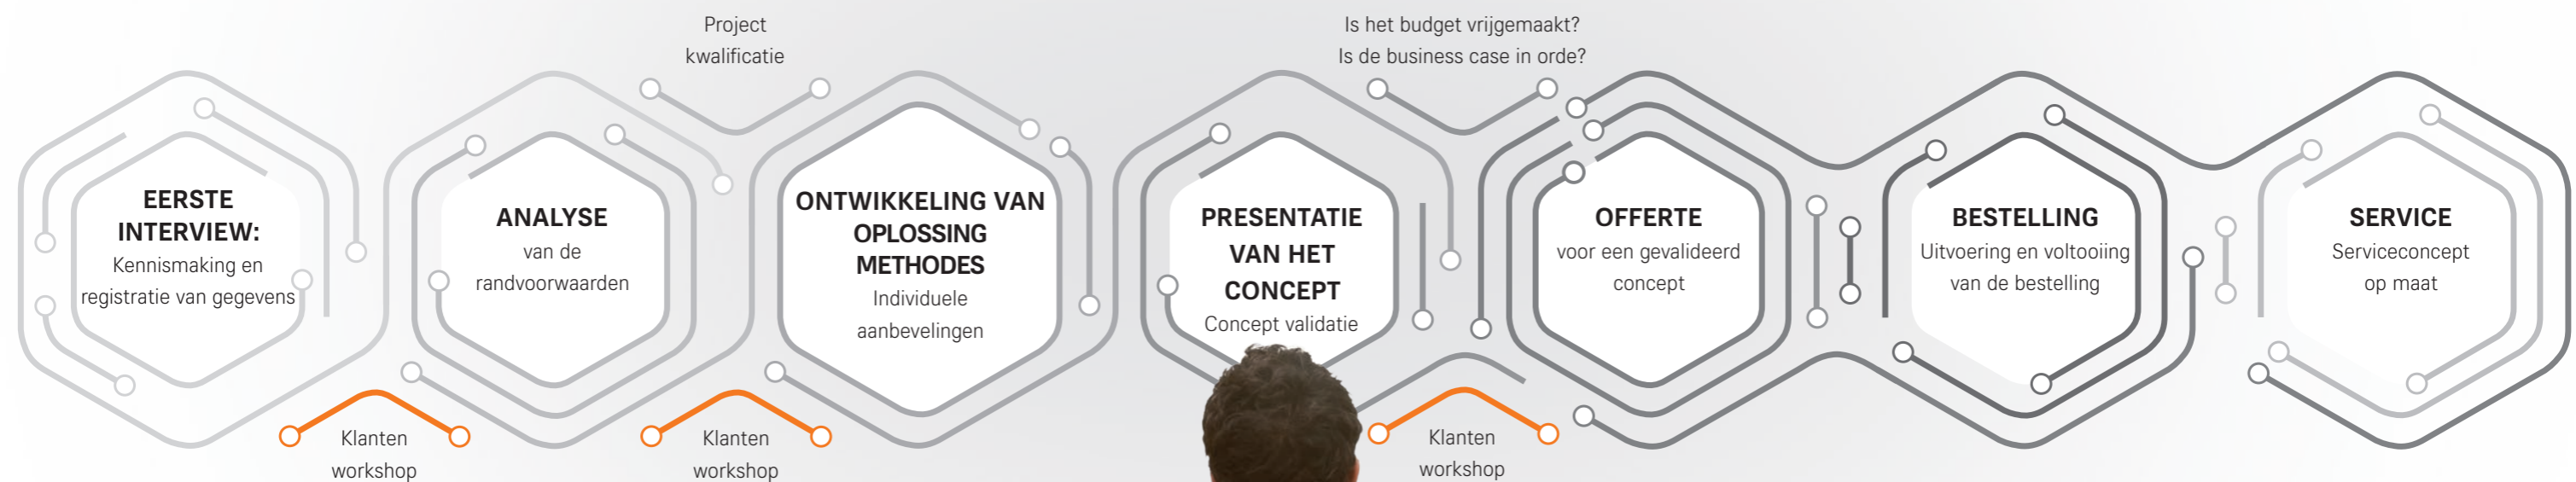 Project
kwalificatie
Is het budget vrijgemaakt?
Is de business case in orde?
EERSTE
INTERVIEW:
Kennismaking en
registratie van gegevens
ANALYSE
van de
randvoorwaarden
ONTWIKKELING VAN
OPLOSSING
METHODES
Individuele
aanbevelingen
PRESENTATIE
VAN HET
CONCEPT
Concept validatie
OFFERTE
voor een gevalideerd
concept
BESTELLING
Uitvoering en voltooiing
van de bestelling
SERVICE
Serviceconcept
op maat
Klanten
workshop
Klanten
workshop
Klanten
workshop